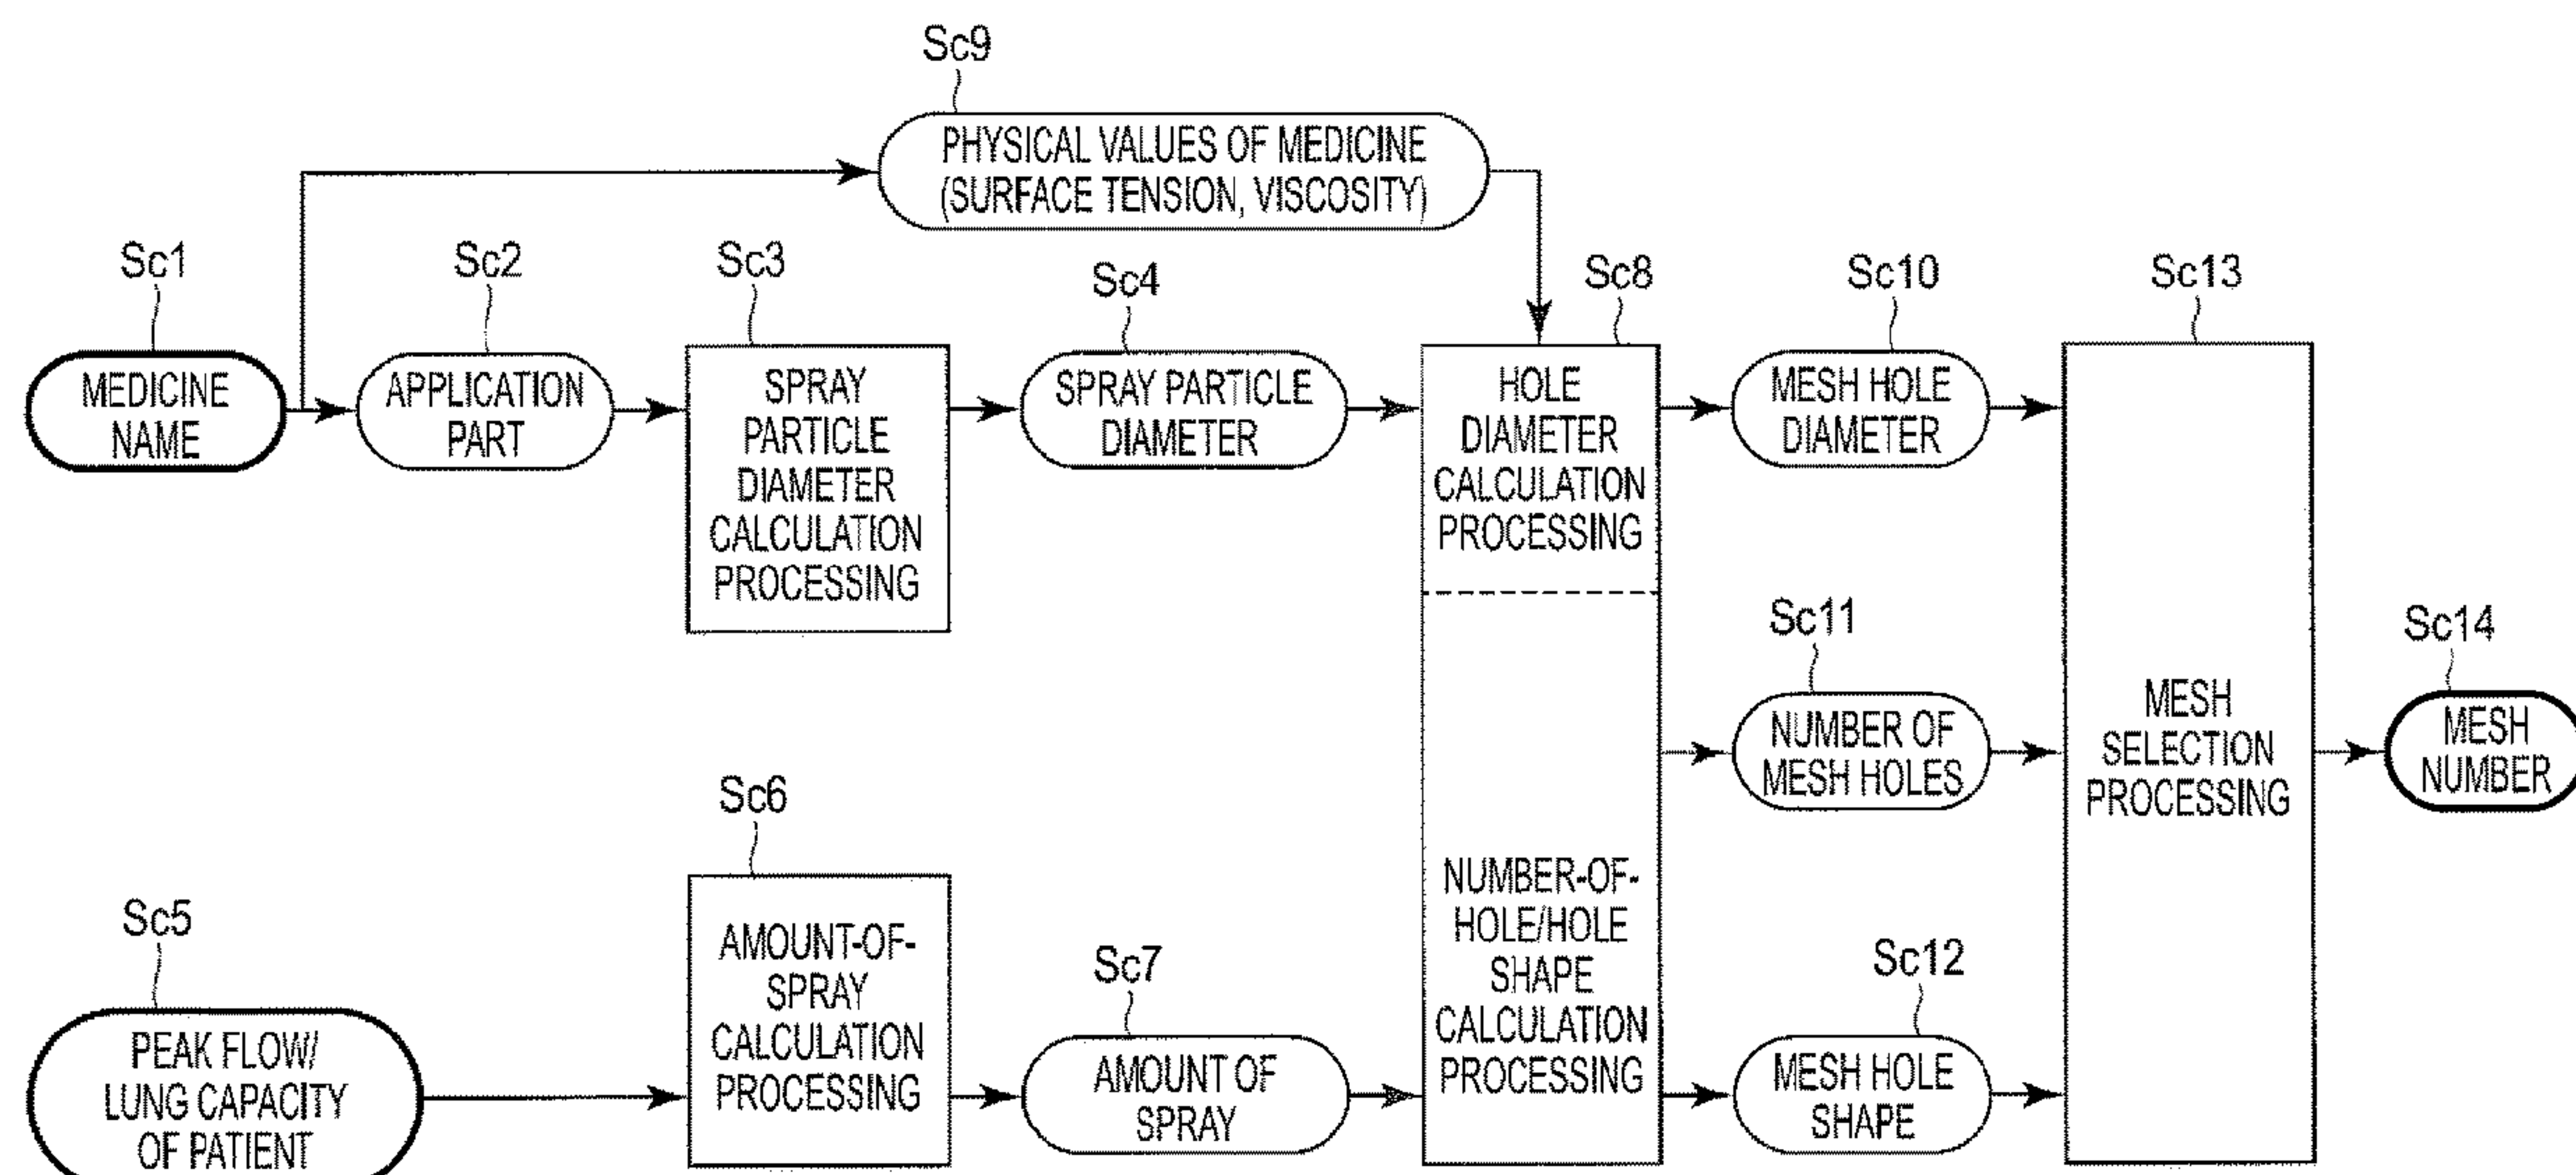 Sc9
PHYSICAL VALUES OF MEDICINE
(SURFACE TENSION, VISCOSITY)
Sc1
MEDICINE
NAME
Sc2
APPLICATION
PART
Sc3
SPRAY
PARTICLE
DIAMETER
CALCULATION
PROCESSING
Sc4
SPRAY PARTICLE
DIAMETER
Sc8
HOLE
DIAMETER
CALCULATION
PROCESSING
NUMBER-OF-
HOLE/HOLE
SHAPE
CALCULATION
PROCESSING
Sc10
MESH HOLE
DIAMETER
Sc13
MESH
SELECTION
PROCESSING
Sc11
NUMBER OF
MESH HOLES
Sc14
MESH
NUMBER
Sc5
PEAK FLOW/
LUNG CAPACITY
OF PATIENT
Sc6
AMOUNT-OF-
SPRAY
CALCULATION
PROCESSING
Sc7
AMOUNT OF
SPRAY
Sc12
MESH HOLE
SHAPE